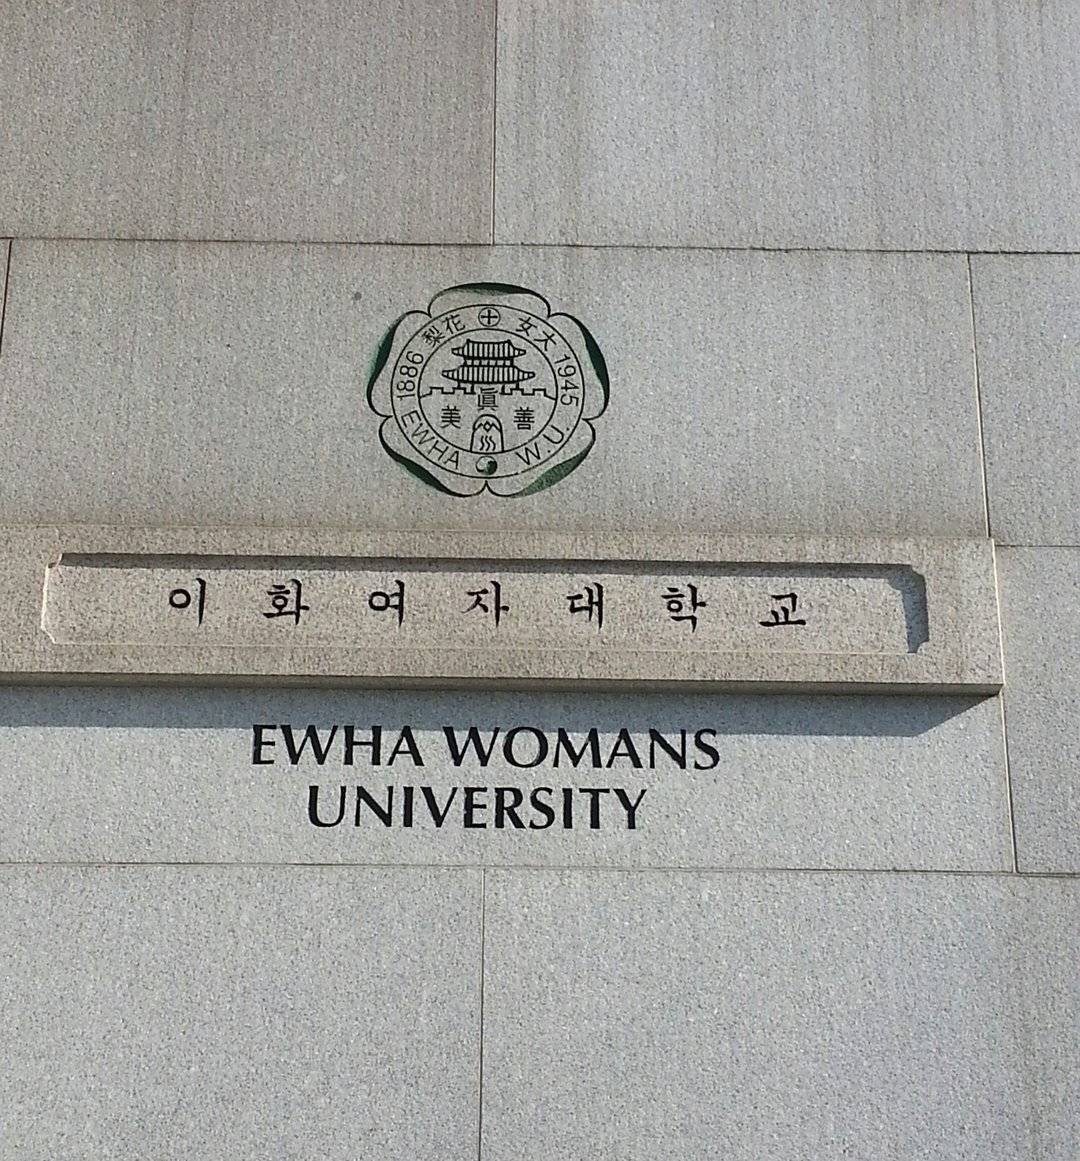 梨花 女大
1886 1945
眞
美 善
EWHA W.U.
이화여자대학교
EWHA WOMANS
UNIVERSITY